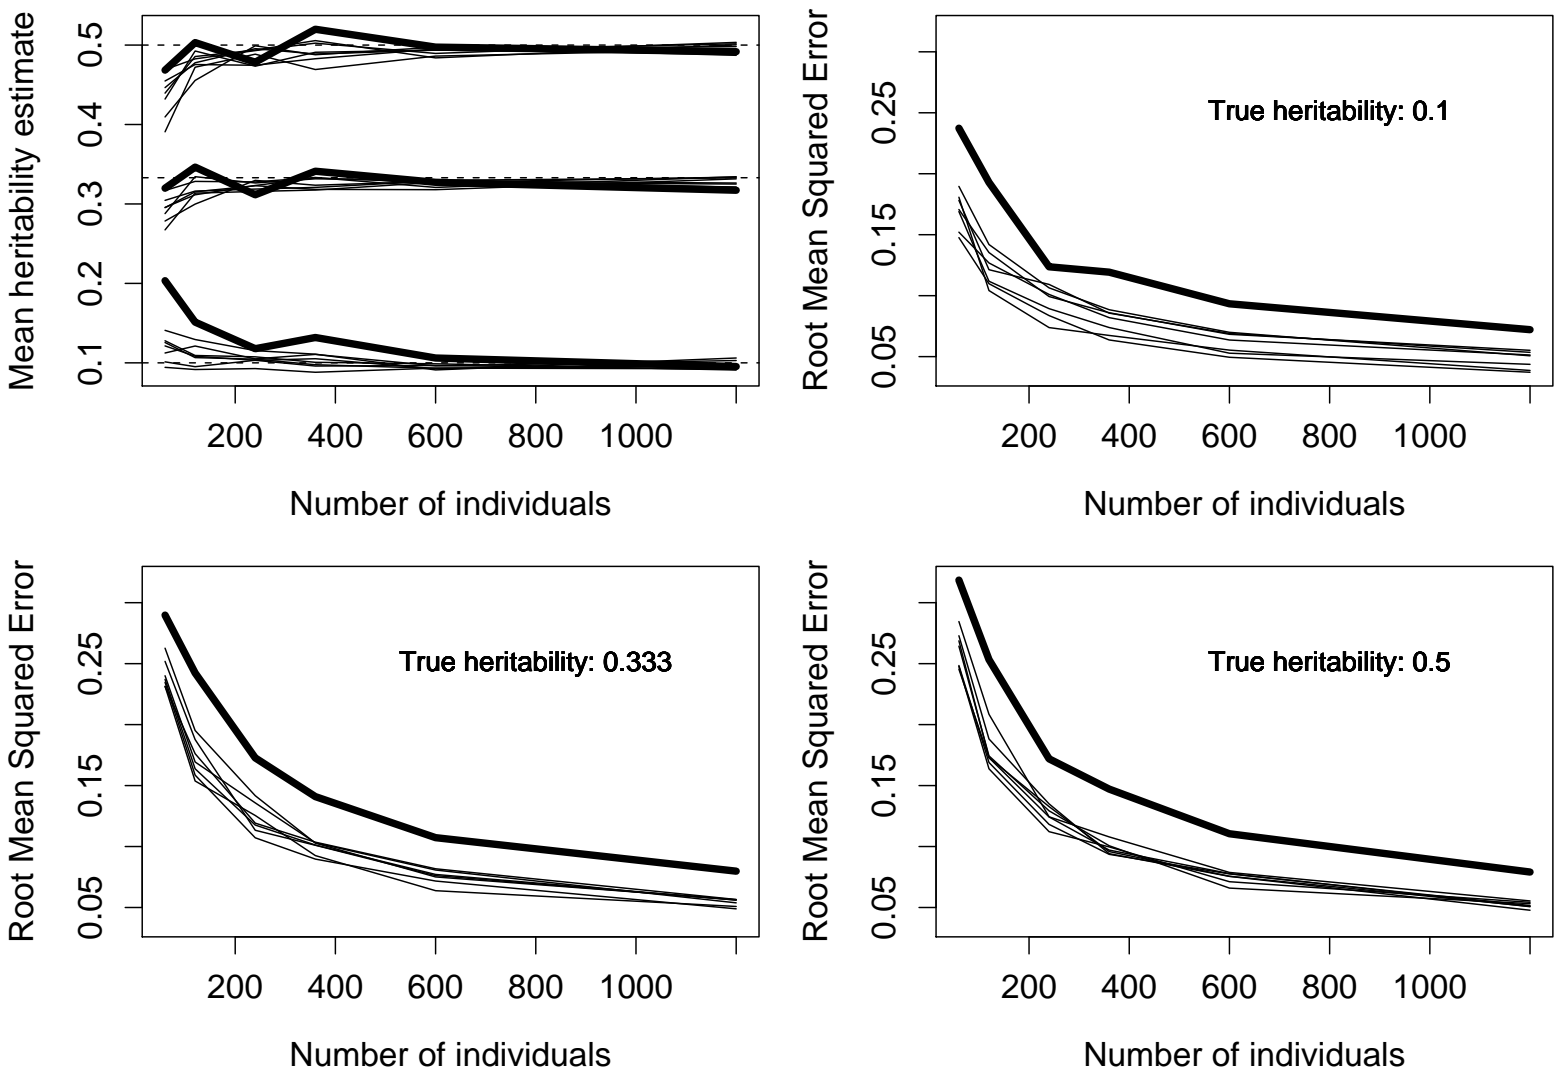 Mean heritability estimate
0.5
0.4
0.3
0.2
0.1
200 400 600 800 1000
Number of individuals
Root Mean Squared Error
0.25
0.15
0.05
True heritability: 0.1
200 400 600 800 1000
Number of individuals
Root Mean Squared Error
0.25
0.15
0.05
True heritability: 0.333
200 400 600 800 1000
Number of individuals
Root Mean Squared Error
0.25
0.15
0.05
True heritability: 0.5
200 400 600 800 1000
Number of individuals